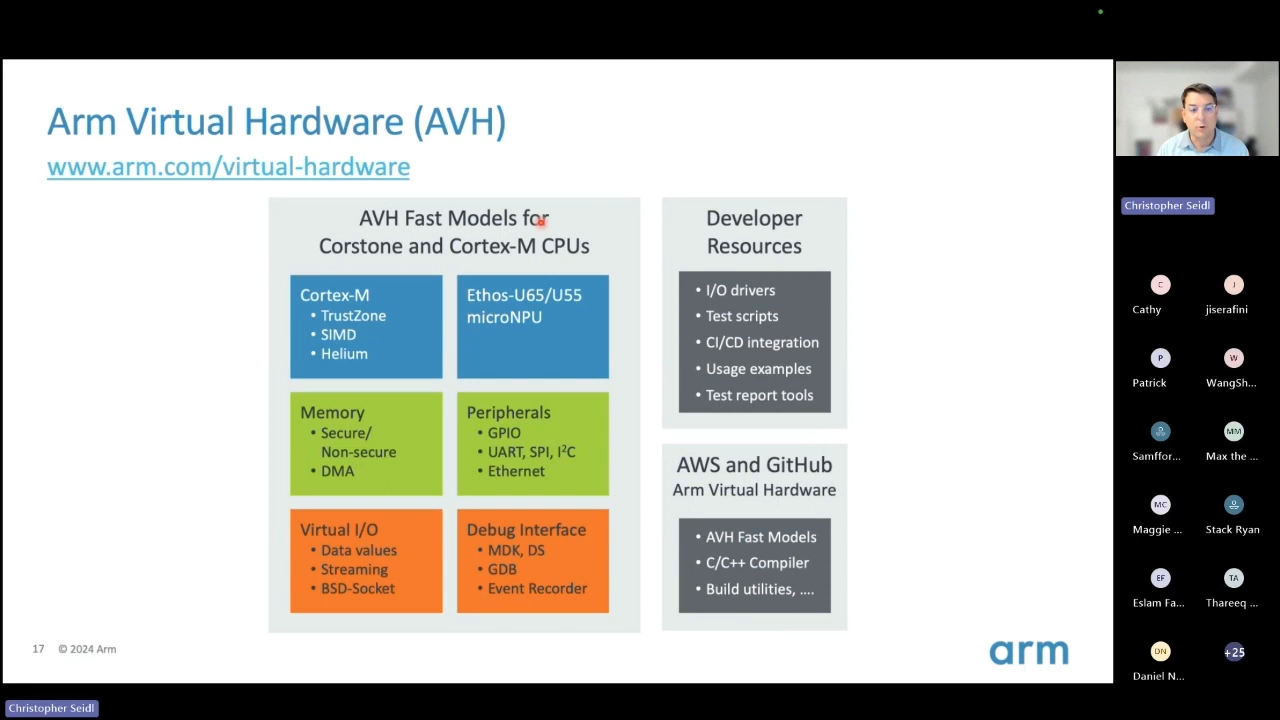 Arm Virtual Hardware (AVH)
www.arm.com/virtual-hardware
AVH Fast Models for
Corstone and Cortex-M CPUs
Cortex-M
• TrustZone
• SIMD
• Helium
Ethos-U65/U55
microNPU
Memory
• Secure/
Non-secure
• DMA
Peripherals
• GPIO
• UART, SPI, I²C
• Ethernet
Virtual I/O
• Data values
• Streaming
• BSD-Socket
Debug Interface
• MDK, DS
• GDB
• Event Recorder
Developer
Resources
• I/O drivers
• Test scripts
• CI/CD integration
• Usage examples
• Test report tools
AWS and GitHub
Arm Virtual Hardware
• AVH Fast Models
• C/C++ Compiler
• Build utilities, ....
17 © 2024 Arm
arm
Christopher Seidl
Christopher Seidl
C
Cathy
J
jiserafini
P
Patrick
W
WangSh...
Samffor...
MM
Max the ...
MC
Maggie ...
Stack Ryan
EF
Eslam Fa...
TA
Thareeq ...
DN
Daniel N...
+25